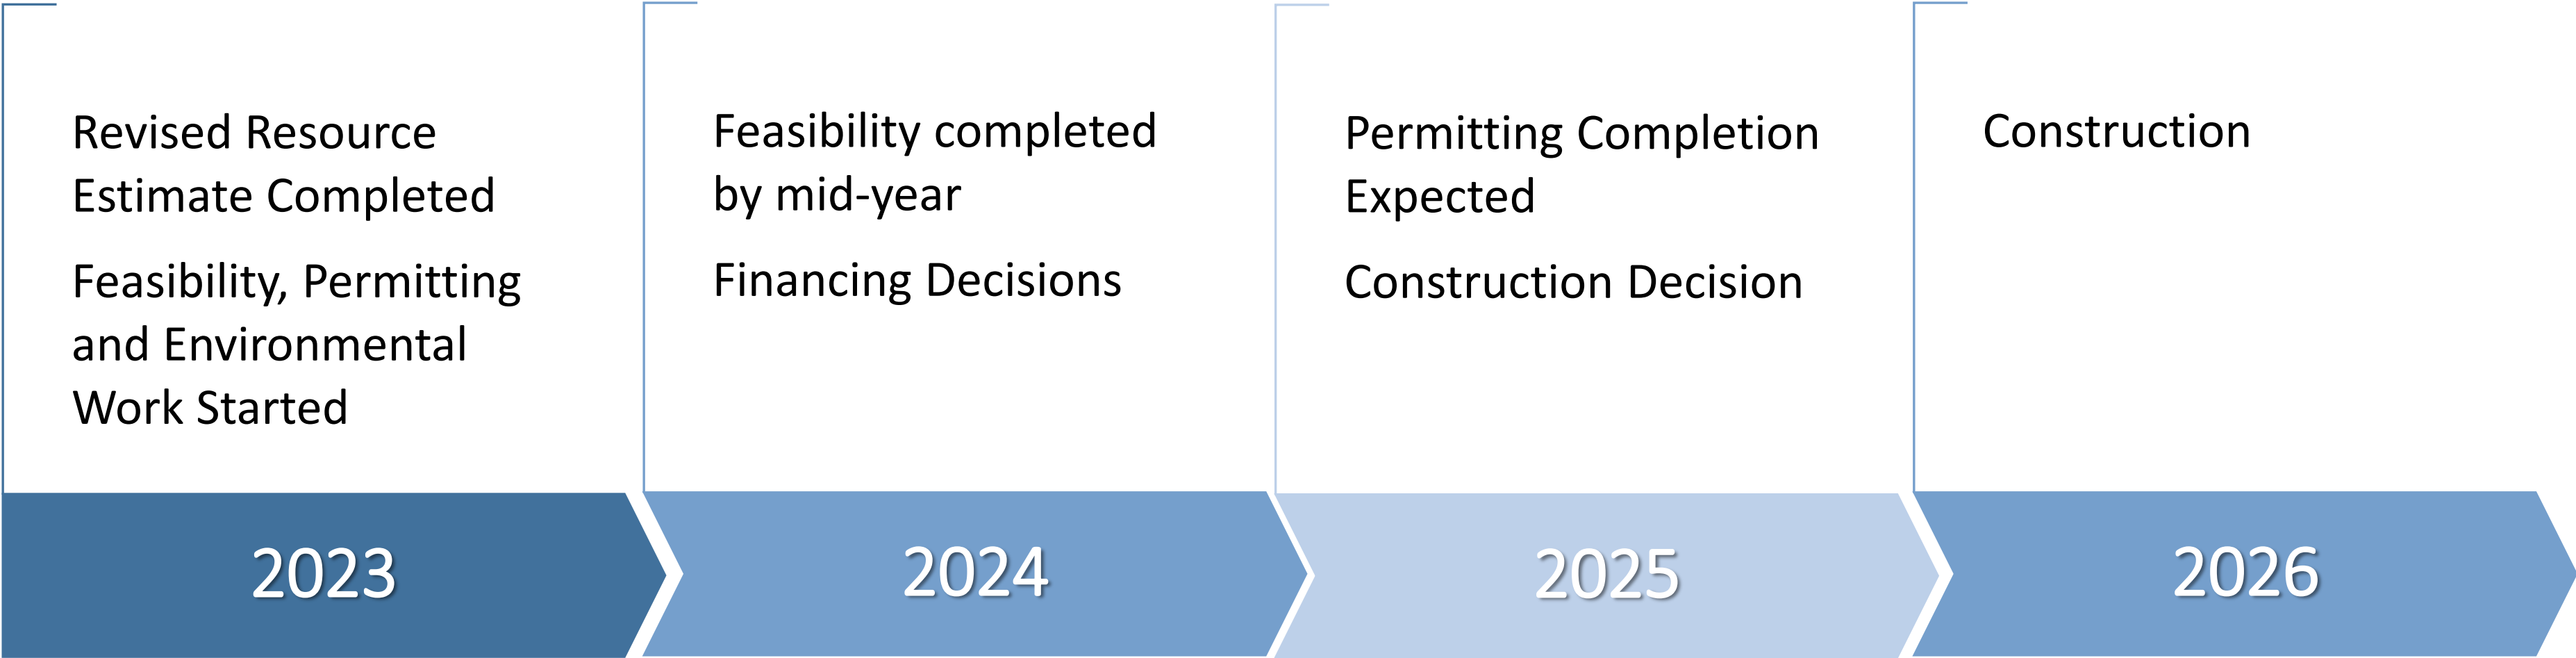 Revised Resource
Estimate Completed
Feasibility, Permitting
and Environmental
Work Started
2023
Feasibility completed
by mid-year
Financing Decisions
2024
Permitting Completion
Expected
Construction Decision
2025
Construction
2026